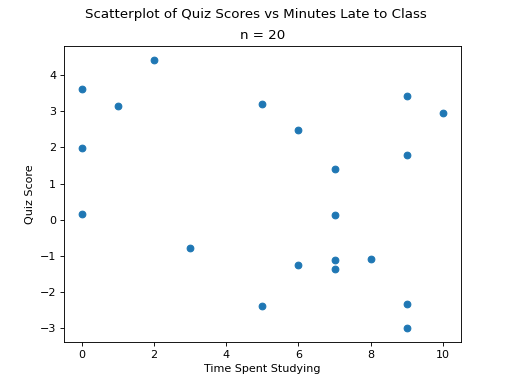 Scatterplot of Quiz Scores vs Minutes Late to Class
n = 20
4
3
2
1
0
−1
−2
−3
Quiz Score
0 2 4 6 8 10
Time Spent Studying